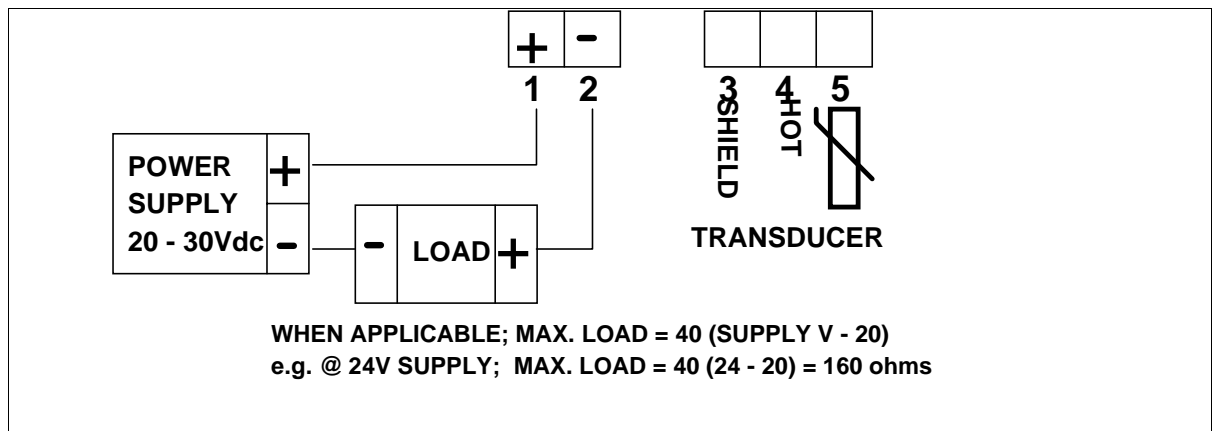 + -
1 2 3 4 5
SHIELD
HOT
POWER
SUPPLY
20 - 30Vdc
+
-
- LOAD +
TRANSDUCER
WHEN APPLICABLE; MAX. LOAD = 40 (SUPPLY V - 20)
e.g. @ 24V SUPPLY; MAX. LOAD = 40 (24 - 20) = 160 ohms